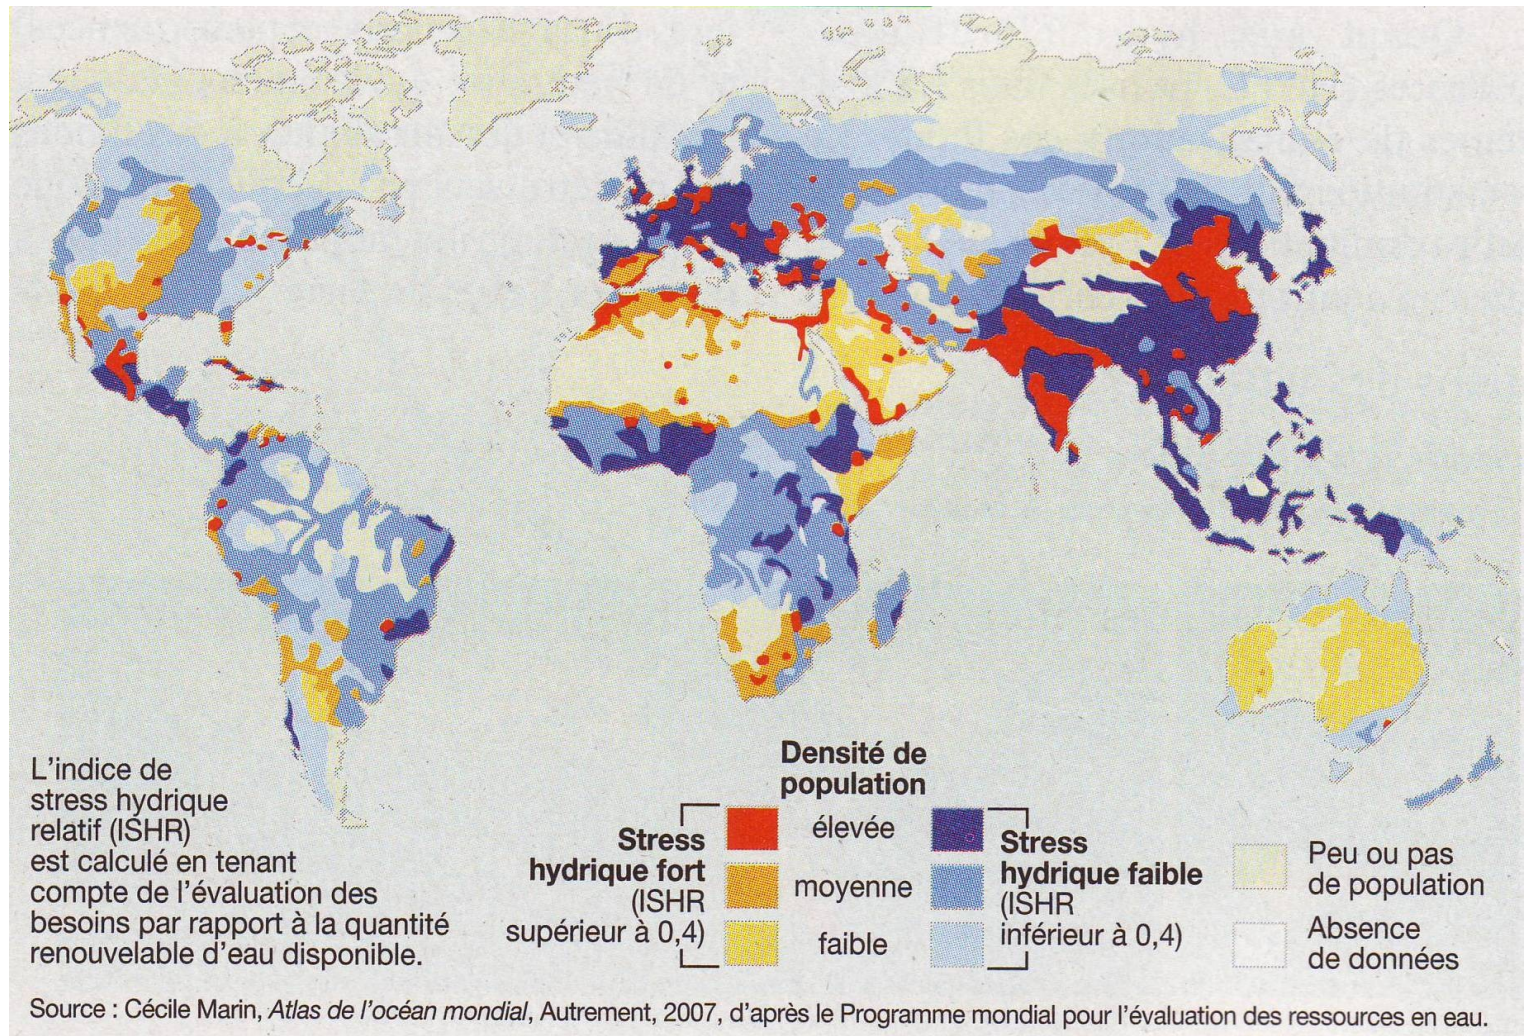 L'indice de
stress hydrique
relatif (ISHR)
est calculé en tenant
compte de l'évaluation des
besoins par rapport à la quantité
renouvelable d'eau disponible.
Densité de
population
Stress
hydrique fort
(ISHR
supérieur à 0,4)
élevée
moyenne
faible
Stress
hydrique faible
(ISHR
inférieur à 0,4)
Peu ou pas
de population
Absence
de données
Source : Cécile Marin, Atlas de l'océan mondial, Autrement, 2007, d'après le Programme mondial pour l'évaluation des ressources en eau.